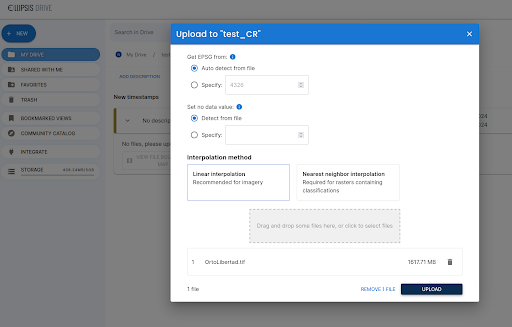 ELLIPSIS DRIVE
+ NEW
MY DRIVE
SHARED WITH ME
FAVORITES
TRASH
BOOKMARKED VIEWS
COMMUNITY CATALOG
INTEGRATE
STORAGE
Search in Drive
My Drive /
ADD DESCRIPTION
New timestamps
No descrip
No files, please up
Upload to "test_CR"
×
Get EPSG from:
Auto detect from file
Specify: 4326
Set no data value:
Detect from file
Specify:
Interpolation method
Linear interpolation
Recommended for imagery
Nearest neighbor interpolation
Required for rasters containing
classifications
Drag and drop some files here, or click to select files
1 OrtoLibertad.tif 1617.71 MB
1 file
REMOVE 1 FILE
UPLOAD